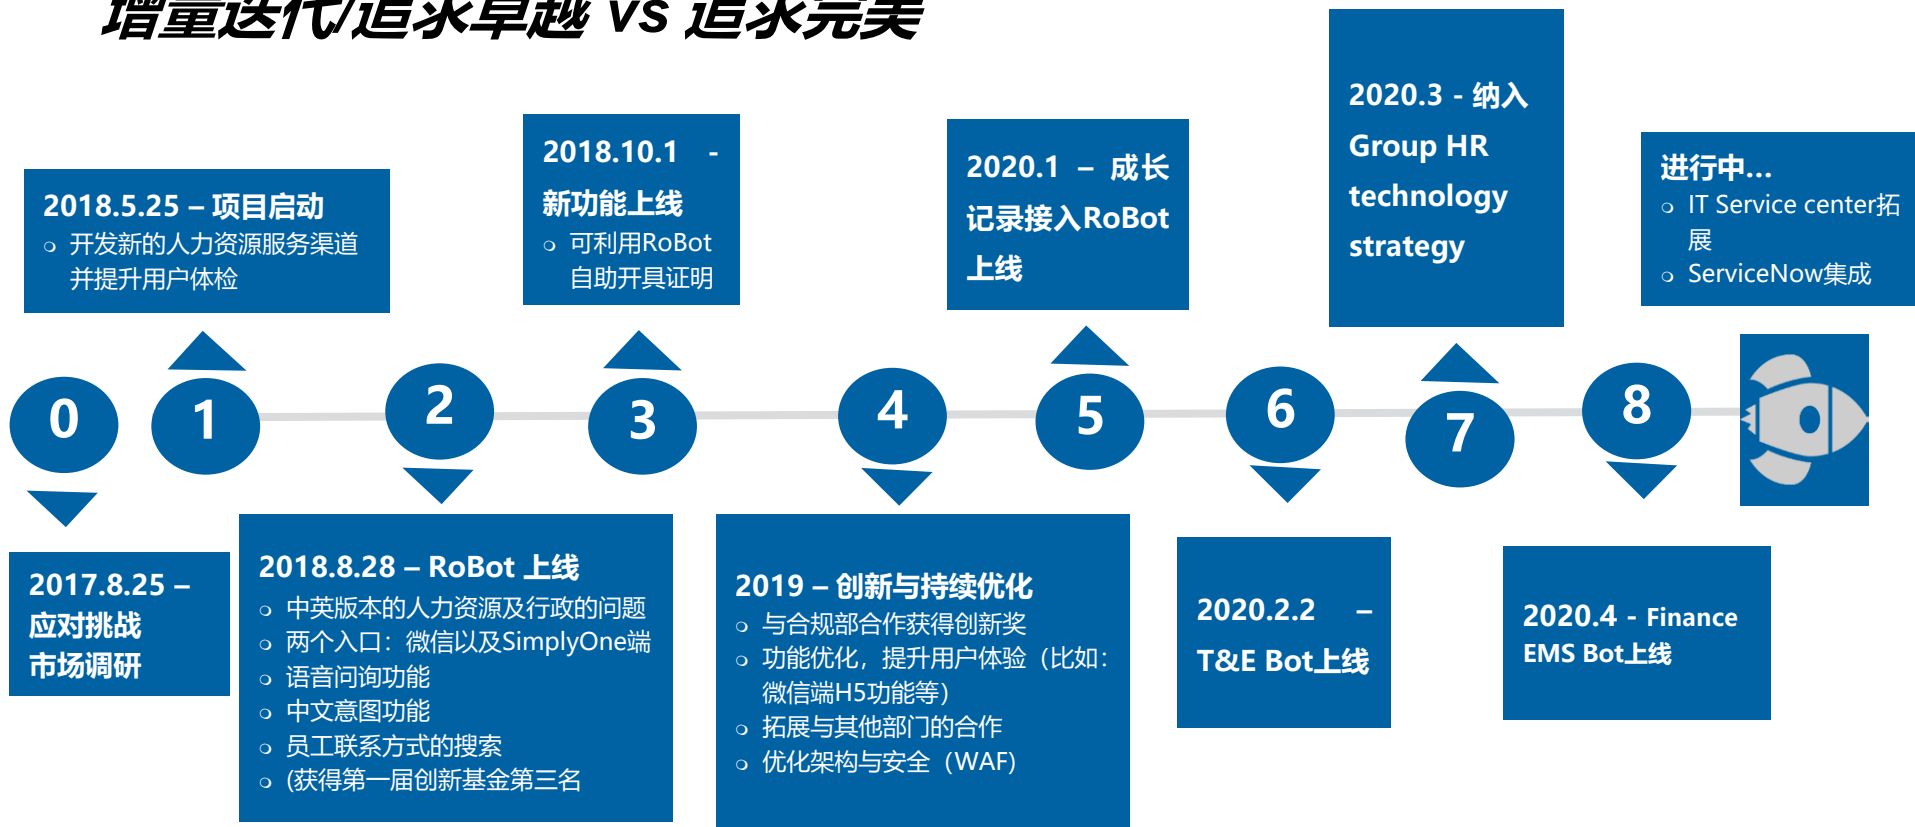 增量迭代/追求卓越 vs 追求完美
2018.5.25 – 项目启动
开发新的人力资源服务渠道
并提升用户体检
2018.10.1 -
新功能上线
可利用RoBot
自助开具证明
2020.1 – 成长
记录接入RoBot
上线
2020.3 - 纳入
Group HR
technology
strategy
进行中...
IT Service center拓
展
ServiceNow集成
0
1
2
3
4
5
6
7
8
2017.8.25 –
应对挑战
市场调研
2018.8.28 – RoBot 上线
中英版本的人力资源及行政的问题
两个入口：微信以及SimplyOne端
语音问询功能
中文意图功能
员工联系方式的搜索
(获得第一届创新基金第三名
2019 – 创新与持续优化
与合规部合作获得创新奖
功能优化，提升用户体验（比如：
微信端H5功能等）
拓展与其他部门的合作
优化架构与安全（WAF)
2020.2.2 –
T&E Bot上线
2020.4 - Finance
EMS Bot上线